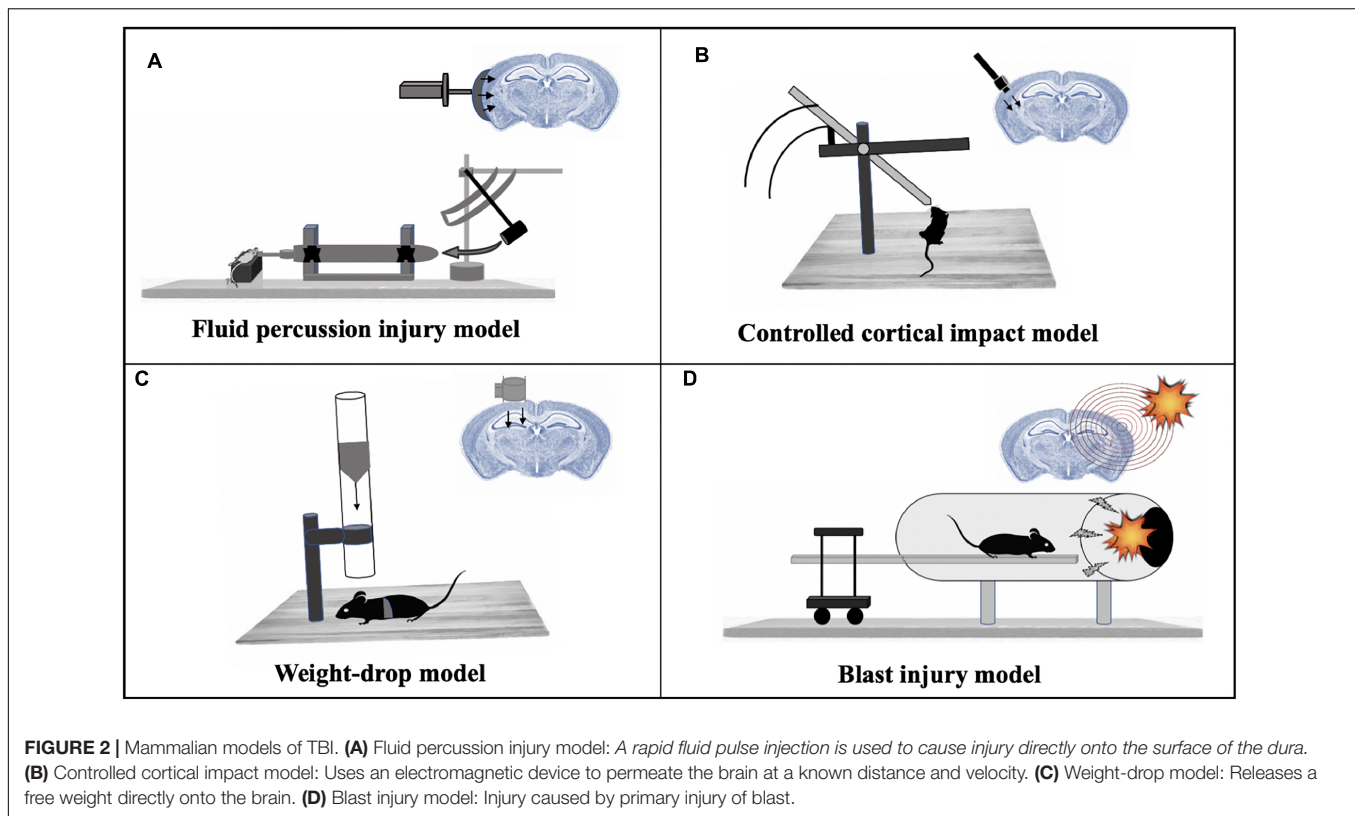 A
Fluid percussion injury model
B
Controlled cortical impact model
C
Weight-drop model
D
Blast injury model
FIGURE 2 | Mammalian models of TBI. (A) Fluid percussion injury model: A rapid fluid pulse injection is used to cause injury directly onto the surface of the dura.
(B) Controlled cortical impact model: Uses an electromagnetic device to permeate the brain at a known distance and velocity. (C) Weight-drop model: Releases a
free weight directly onto the brain. (D) Blast injury model: Injury caused by primary injury of blast.